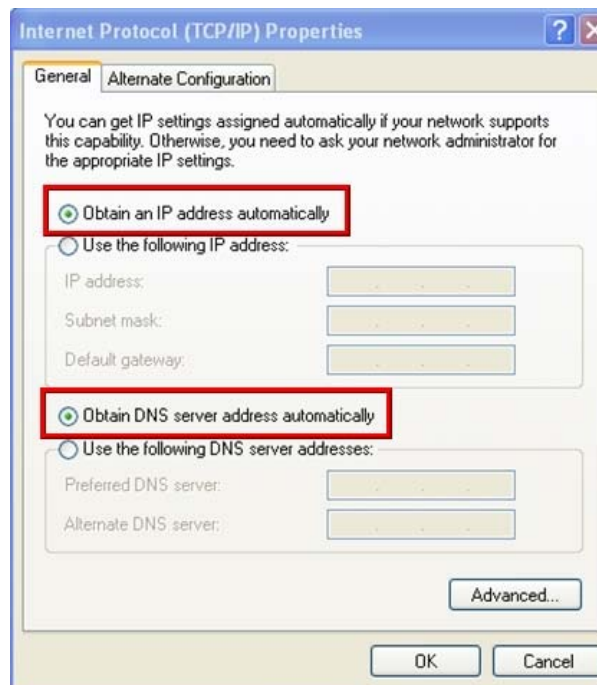 Internet Protocol (TCP/IP) Properties
General
Alternate Configuration
You can get IP settings assigned automatically if your network supports
this capability. Otherwise, you need to ask your network administrator for
the appropriate IP settings.
Obtain an IP address automatically
Use the following IP address:
IP address:
Subnet mask:
Default gateway:
Obtain DNS server address automatically
Use the following DNS server addresses:
Preferred DNS server:
Alternate DNS server:
Advanced...
OK
Cancel